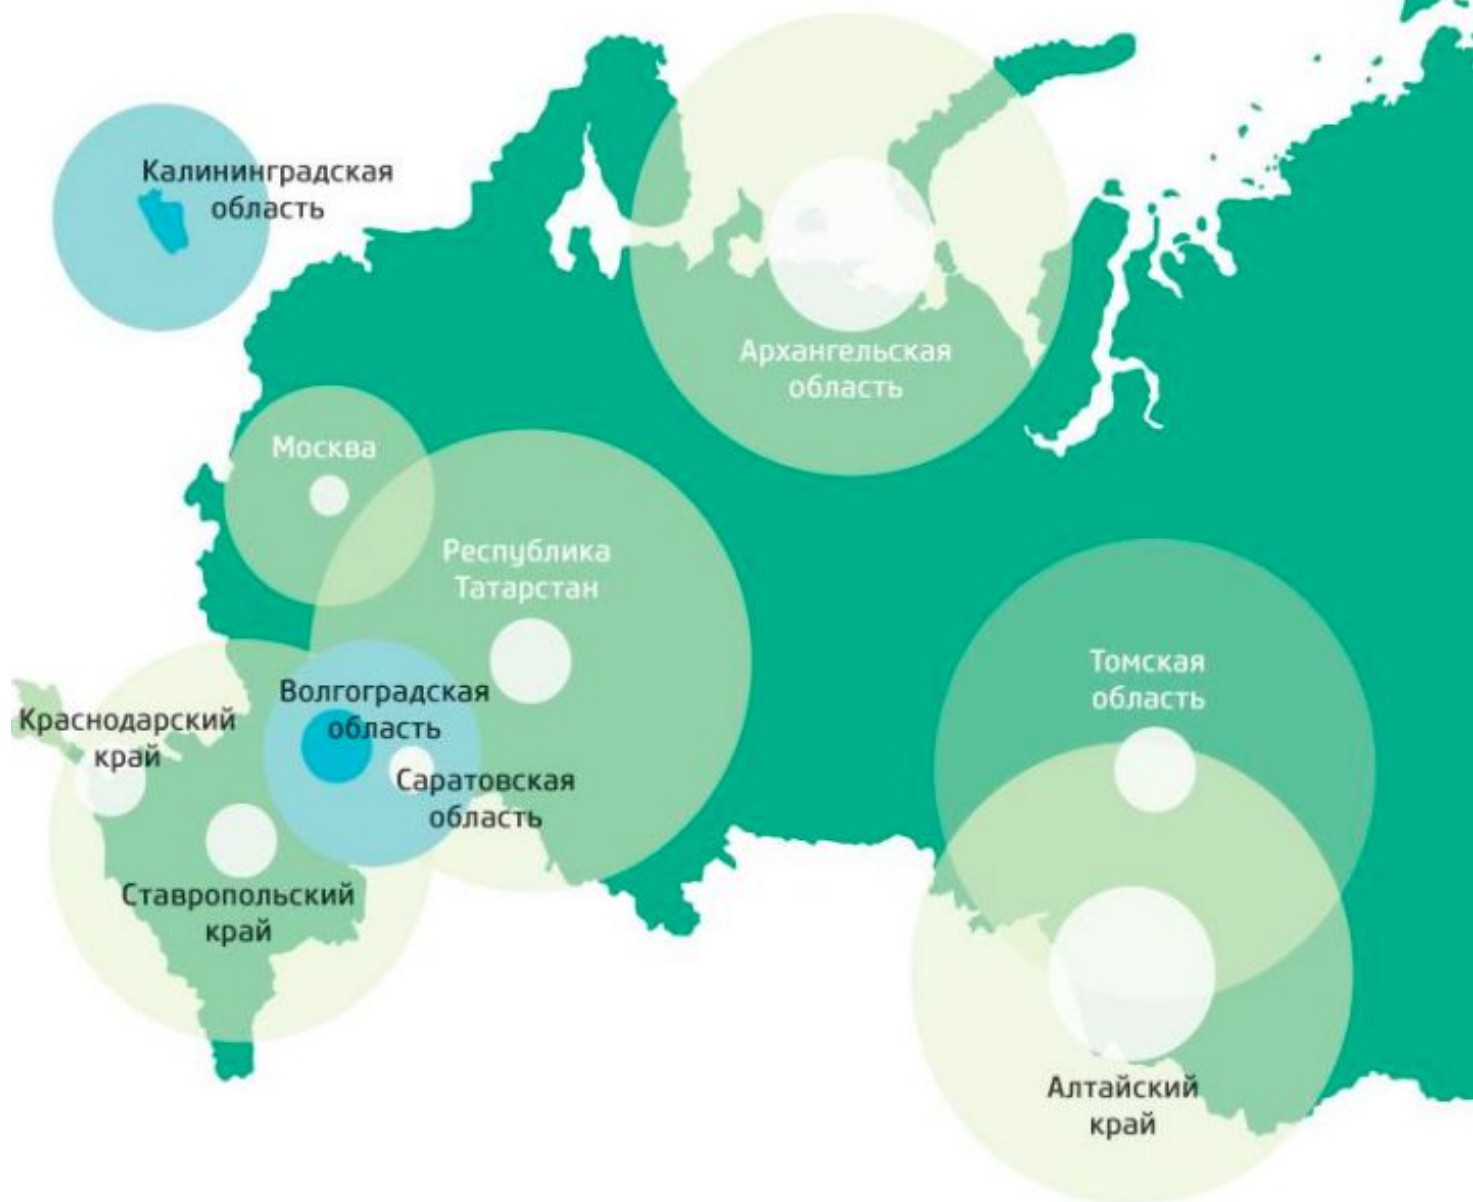 Калининградская
область
Архангельская
область
Москва
Республика
Татарстан
Томская
область
Волгоградская
область
Краснодарский
край
Саратовская
область
Ставропольский
край
Алтайский
край